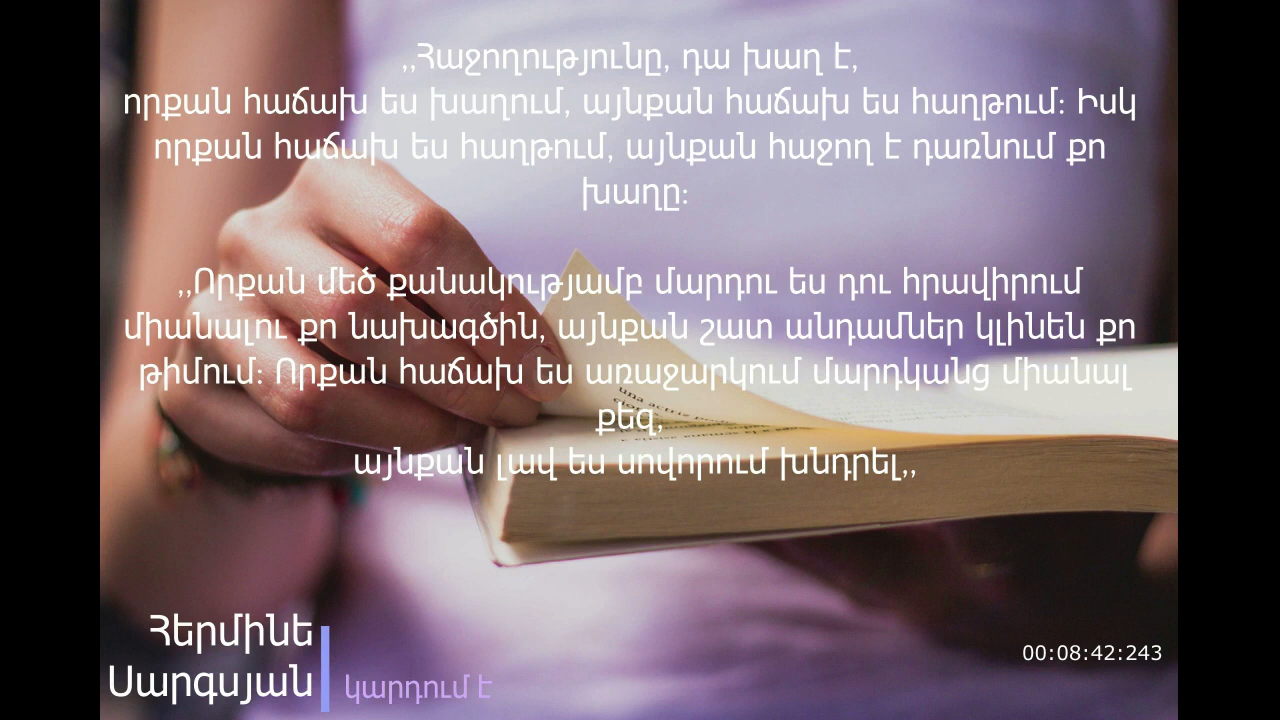 ,,Հաջողությունը, դա խաղ է,
որքան հաճախ ես խաղում, այնքան հաճախ ես հաղթում: Իսկ
որքան հաճախ ես հաղթում, այնքան հաջող է դառնում քո
խաղը:
,,Որքան մեծ քանակությամբ մարդու ես դու հրավիրում
միանալու քո նախագծին, այնքան շատ անդամներ կլինեն քո
թիմում: Որքան հաճախ ես առաջարկում մարդկանց միանալ
քեզ,
այնքան լավ ես սովորում խնդրել,,
Հերմինե
Սարգսյան
կարդում է
00:08:42:243